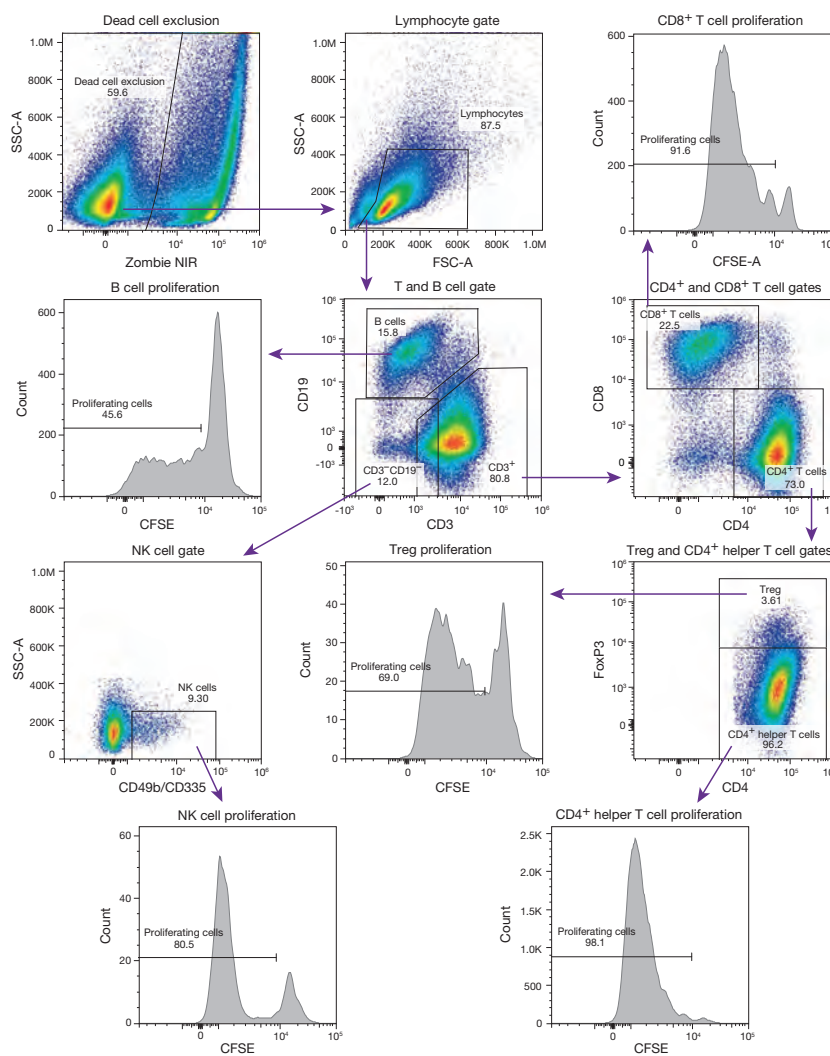 Dead cell exclusion
1.0M
800K
600K
400K
200K
0
SSC-A
Dead cell exclusion
59.6
0
10⁴
10⁵
10⁶
Zombie NIR
Lymphocyte gate
1.0M
800K
600K
400K
200K
0
SSC-A
Lymphocytes
87.5
0
200K
400K
600K
800K
1.0M
FSC-A
CD8⁺ T cell proliferation
600
400
200
0
Count
Proliferating cells
91.6
0
10⁴
10⁵
CFSE-A
B cell proliferation
600
400
200
0
Count
Proliferating cells
45.6
0
10⁴
10⁵
CFSE
T and B cell gate
10⁶
10⁵
10⁴
10³
0
-10³
CD19
B cells
15.8
CD3⁻CD19⁻
12.0
CD3⁺
80.8
-10³
0
10³
10⁴
10⁵
10⁶
CD3
CD4⁺ and CD8⁺ T cell gates
10⁶
10⁵
10⁴
10³
0
CD8
CD8⁺ T cells
22.5
CD4⁺ T cells
73.0
0
10⁴
10⁵
10⁶
CD4
NK cell gate
1.0M
800K
600K
400K
200K
0
SSC-A
NK cells
9.30
0
10⁴
10⁵
10⁶
CD49b/CD335
Treg proliferation
50
40
30
20
10
0
Count
Proliferating cells
69.0
0
10⁴
10⁵
CFSE
Treg and CD4⁺ helper T cell gates
10⁶
10⁵
10⁴
10³
0
FoxP3
Treg
3.61
CD4⁺ helper T cells
96.2
0
10⁴
10⁵
10⁶
CD4
NK cell proliferation
60
40
20
0
Count
Proliferating cells
80.5
0
10⁴
10⁵
CFSE
CD4⁺ helper T cell proliferation
2.5K
2.0K
1.5K
1.0K
500
0
Count
Proliferating cells
98.1
0
10⁴
10⁵
CFSE